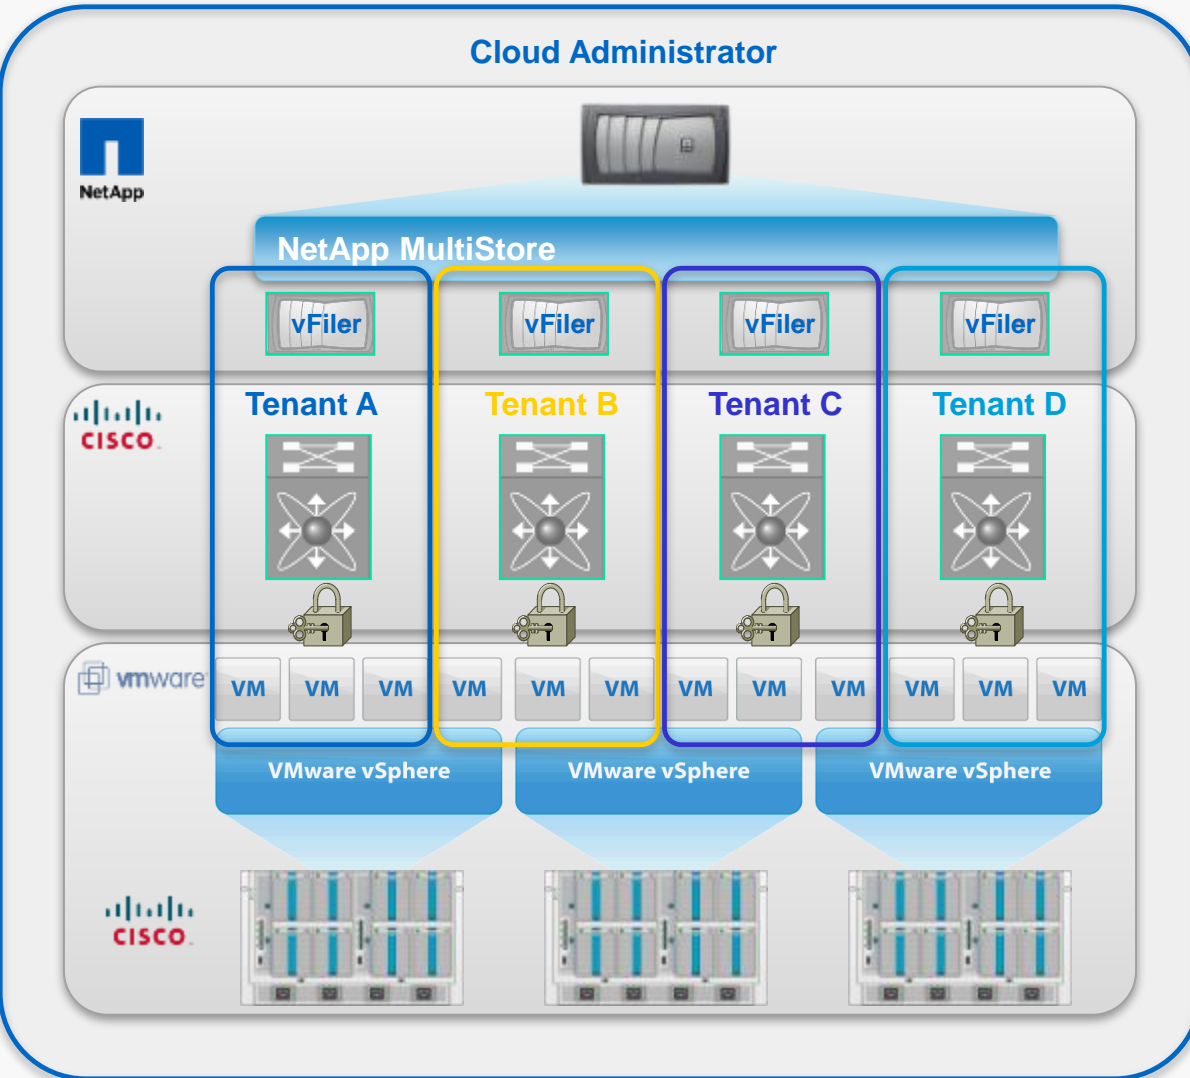 Cloud Administrator
NetApp
NetApp MultiStore
vFiler vFiler vFiler vFiler
Tenant A Tenant B Tenant C Tenant D
CISCO.
vmware
VM VM VM VM VM VM VM VM VM VM VM VM
VMware vSphere VMware vSphere VMware vSphere
CISCO.